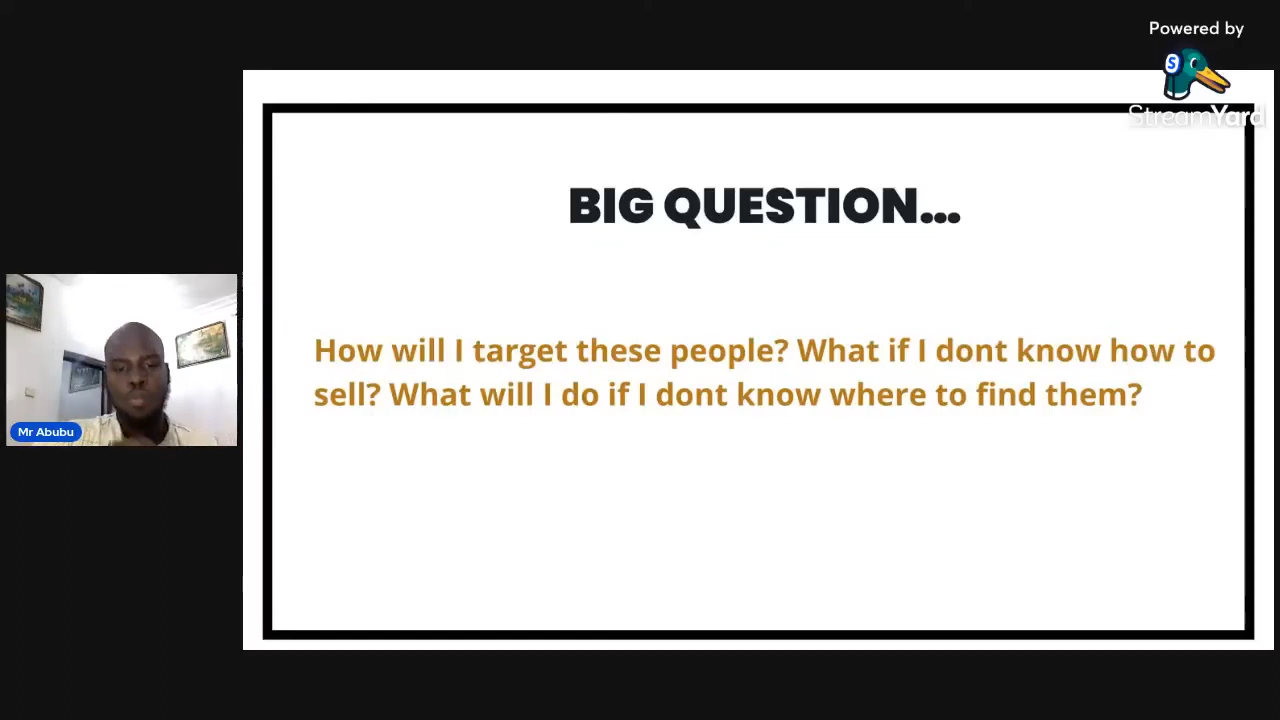 Powered by
StreamYard
BIG QUESTION...
How will I target these people? What if I dont know how to
sell? What will I do if I dont know where to find them?
Mr Abubu